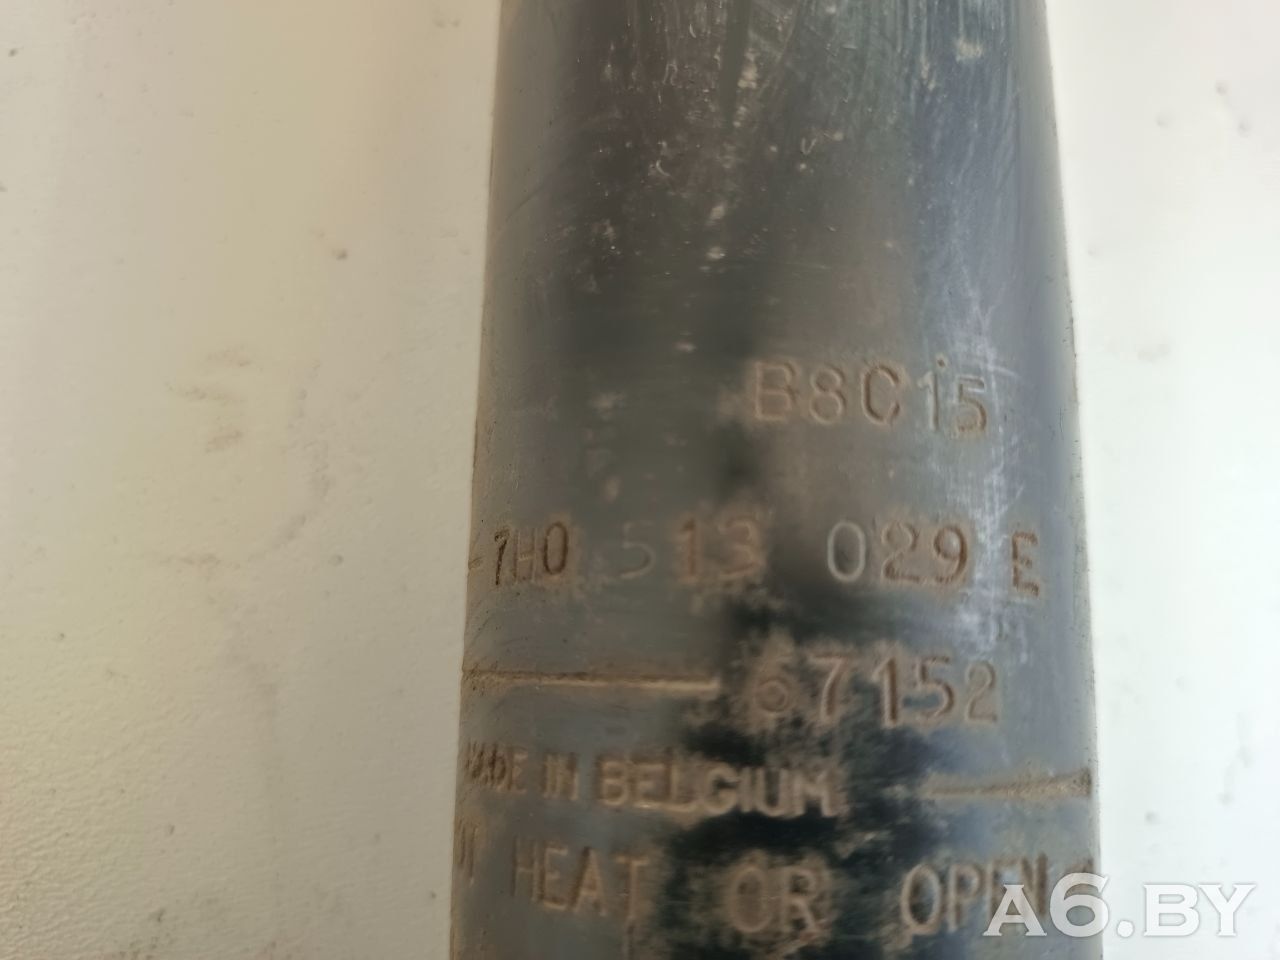 B8C15
7H0 513 029 E
67152
MADE IN BELGIUM
HEAT OR OPEN
A6.BY